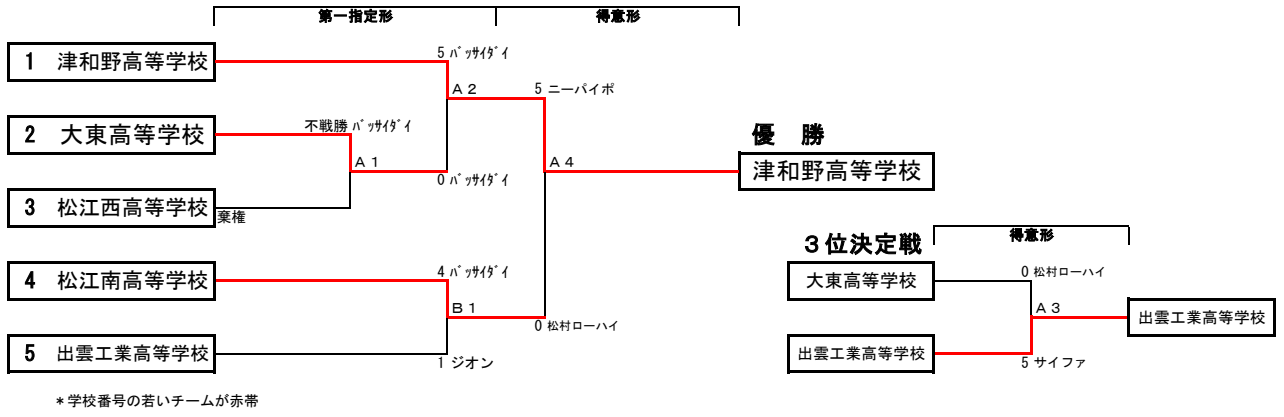 第一指定形 得意形
1 津和野高等学校
5 ﾊﾞｯｻｲﾀﾞｲ
A 2
5 ニーパイポ
2 大東高等学校
不戦勝 ﾊﾞｯｻｲﾀﾞｲ
A 1
A 4
優 勝
津和野高等学校
0 ﾊﾞｯｻｲﾀﾞｲ
3 松江西高等学校
棄権
4 松江南高等学校
4 ﾊﾞｯｻｲﾀﾞｲ
B 1
0 松村ローハイ
5 出雲工業高等学校
1 ジオン
３位決定戦
得意形
大東高等学校
0 松村ローハイ
A 3
出雲工業高等学校
出雲工業高等学校
5 サイファ
＊学校番号の若いチームが赤帯